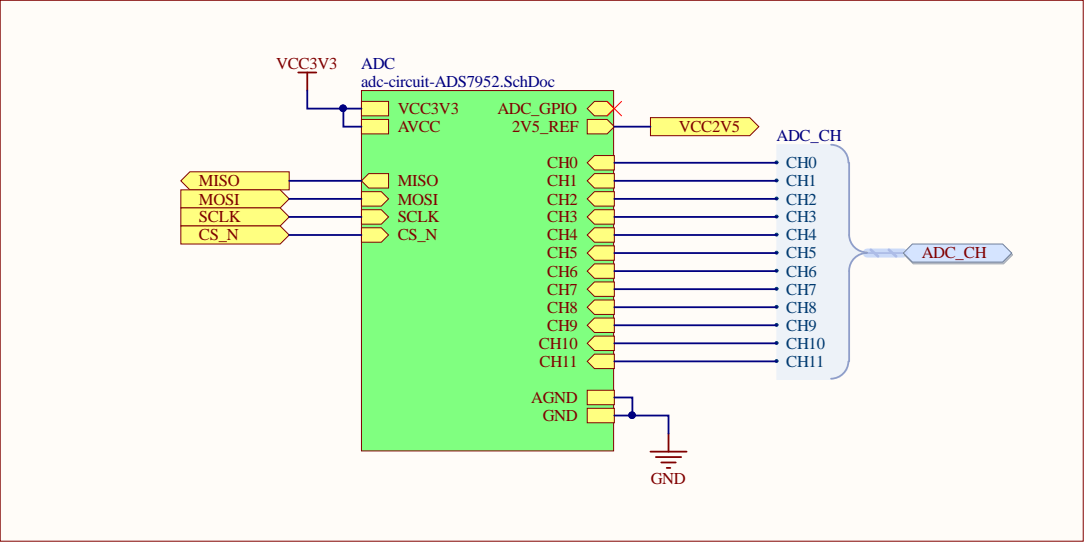 VCC3V3
ADC
adc-circuit-ADS7952.SchDoc
VCC3V3
ADC_GPIO
AVCC
2V5_REF
VCC2V5
ADC_CH
CH0
CH0
MISO
MISO
CH1
CH1
MOSI
MOSI
CH2
CH2
SCLK
SCLK
CH3
CH3
CS_N
CS_N
CH4
CH4
CH5
CH5
ADC_CH
CH6
CH6
CH7
CH7
CH8
CH8
CH9
CH9
CH10
CH10
CH11
CH11
AGND
GND
GND